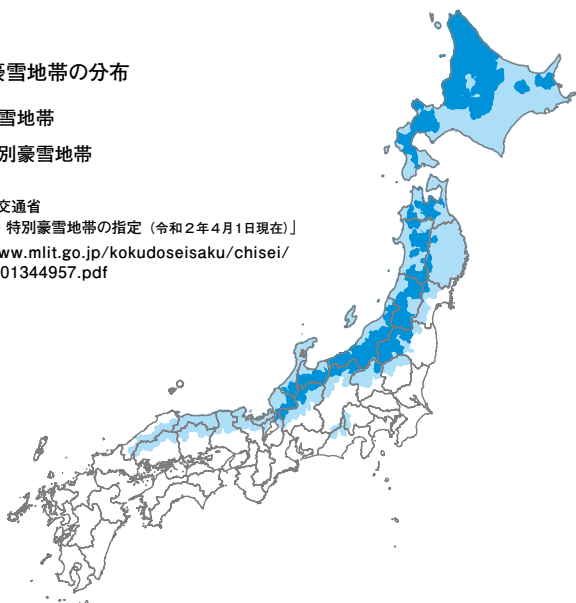 雪地帯の分布
雪地帯
別豪雪地帯
交通省
特別豪雪地帯の指定（令和２年４月１日現在）」
ww.mlit.go.jp/kokudoseisaku/chisei/
01344957.pdf